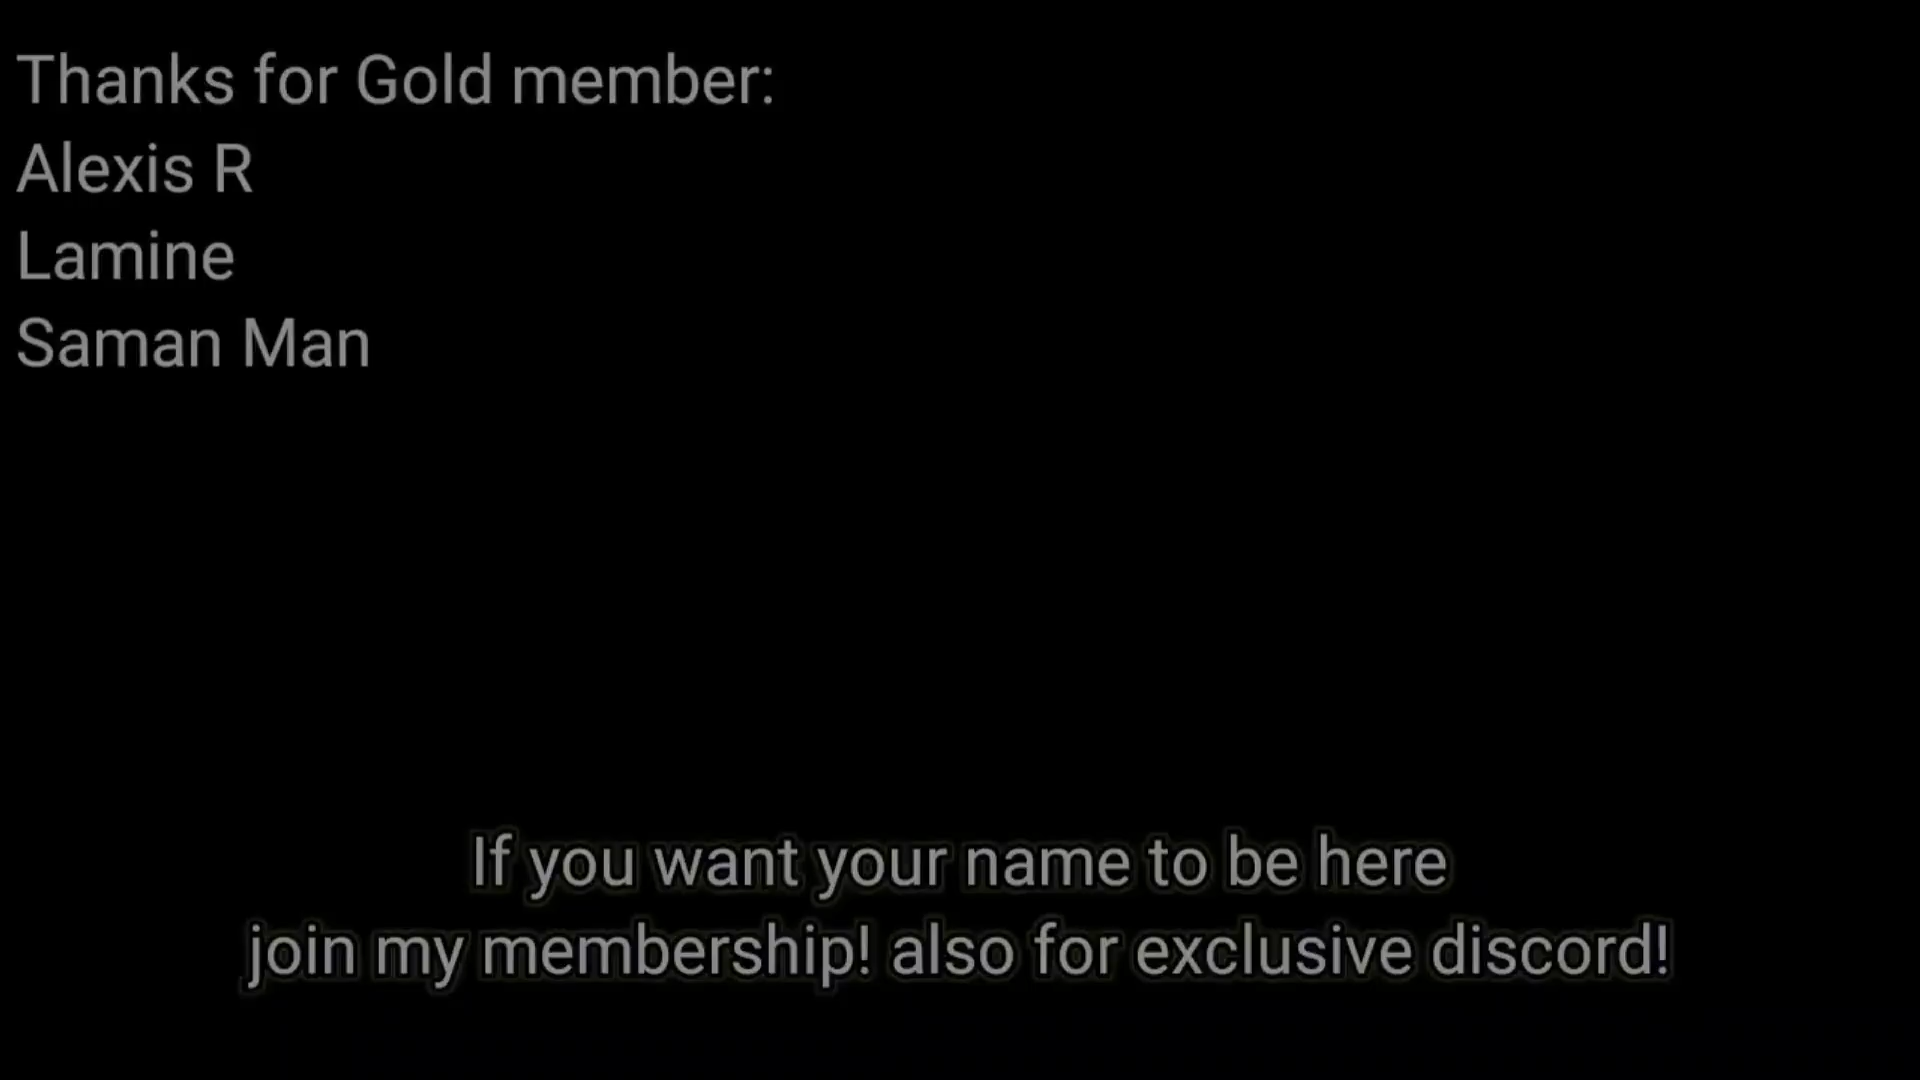 Thanks for Gold member:
Alexis R
Lamine
Saman Man
If you want your name to be here
join my membership! also for exclusive discord!